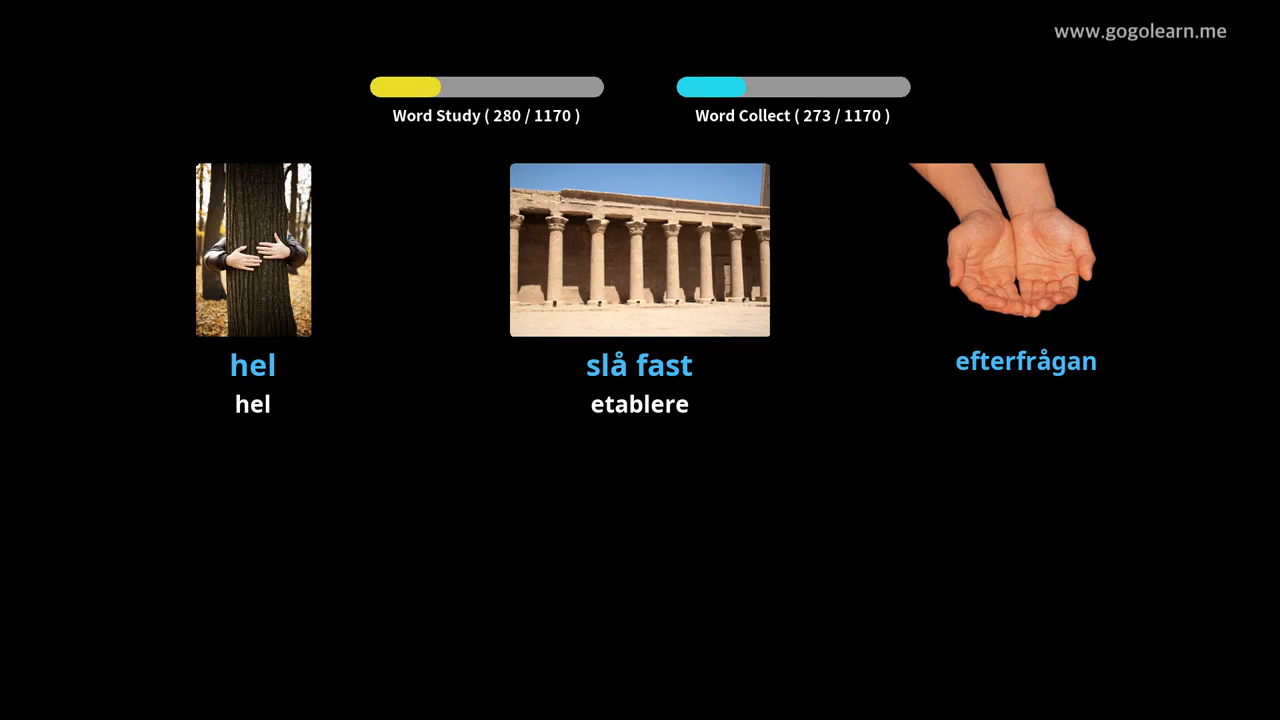 www.gogolearn.me
Word Study ( 280 / 1170 )
Word Collect ( 273 / 1170 )
hel
hel
slå fast
etablere
efterfrågan